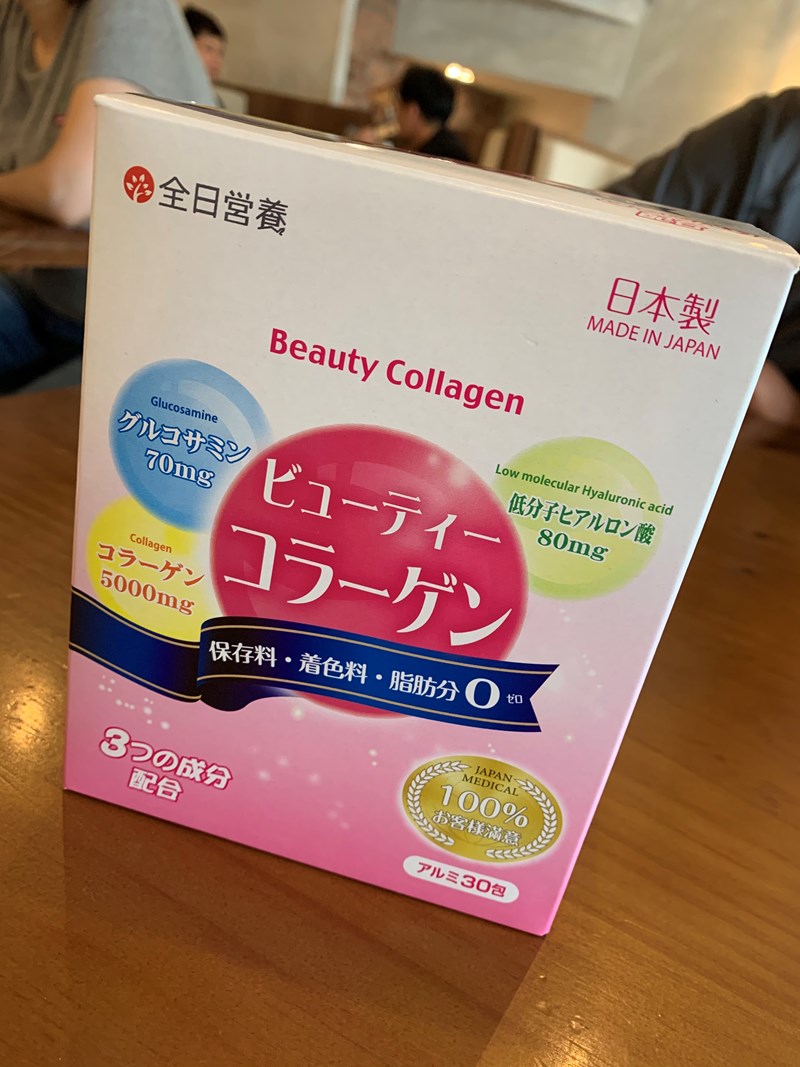 全日営養
日本製
MADE IN JAPAN
Beauty Collagen
Glucosamine
グルコサミン
70mg
Low molecular Hyaluronic acid
低分子ヒアルロン酸
80mg
Collagen
コラーゲン
5000mg
ビューティー
コラーゲン
保存料・着色料・脂肪分0ゼロ
3つの成分
配合
JAPAN
MEDICAL
100%
お客様滿意
アルミ30包